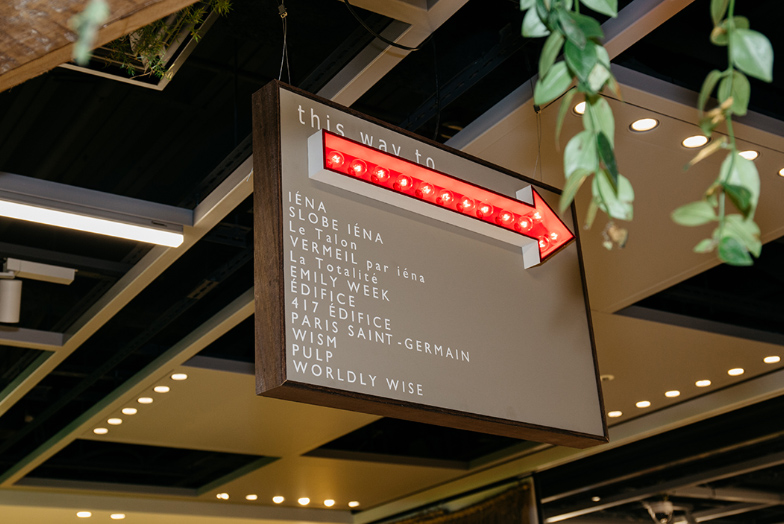 this way to
IÉNA
SLOBE IÉNA
Le Talon
VERMEIL par iéna
La Totalité
EMILY WEEK
ÉDIFICE
417 ÉDIFICE
PARIS SAINT-GERMAIN
WISM
PULP
WORLDLY WISE